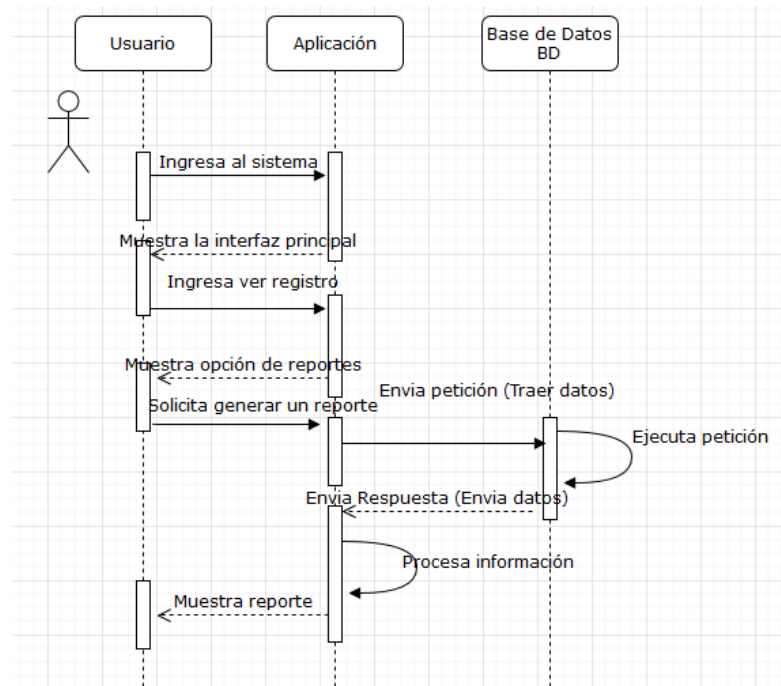 Usuario
Aplicación
Base de Datos
BD
Ingresa al sistema
Muestra la interfaz principal
Ingresa ver registro
Muestra opción de reportes
Envia petición (Traer datos)
Solicita generar un reporte
Ejecuta petición
Envia Respuesta (Envia datos)
Procesa información
Muestra reporte